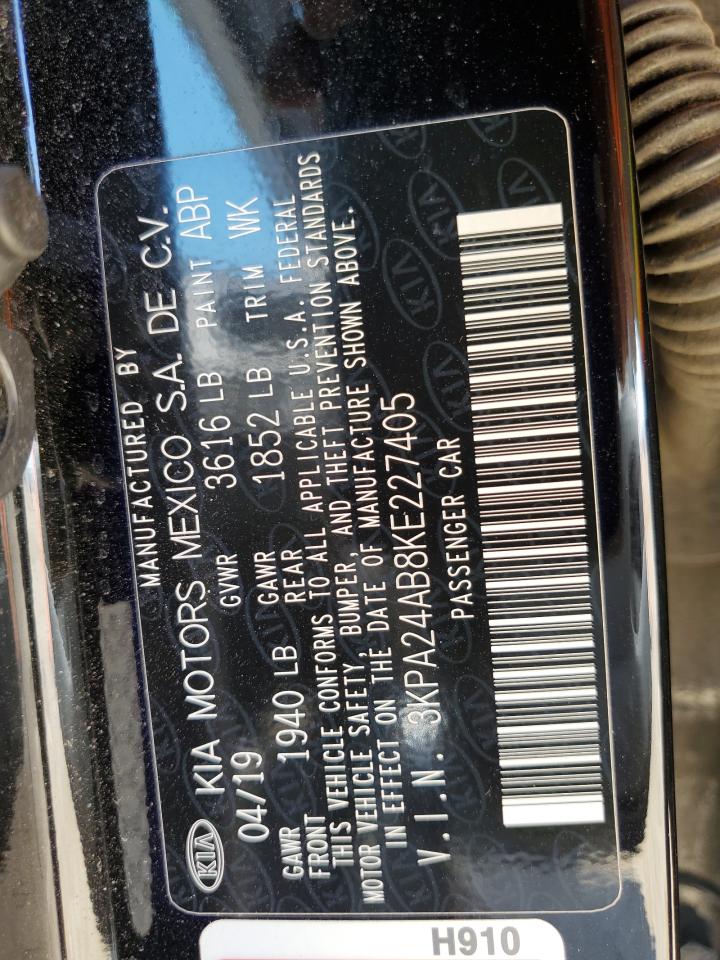 MANUFACTURED BY
KIA KIA MOTORS MEXICO S.A. DE C.V.
04/19 GVWR 3616 LB PAINT ABP
GAWR FRONT 1940 LB GAWR REAR 1852 LB TRIM WK
THIS VEHICLE CONFORMS TO ALL APPLICABLE U.S.A. FEDERAL
MOTOR VEHICLE SAFETY, BUMPER, AND THEFT PREVENTION STANDARDS
IN EFFECT ON THE DATE OF MANUFACTURE SHOWN ABOVE.
V.I.N. 3KPA24AB8KE227405
PASSENGER CAR
H910